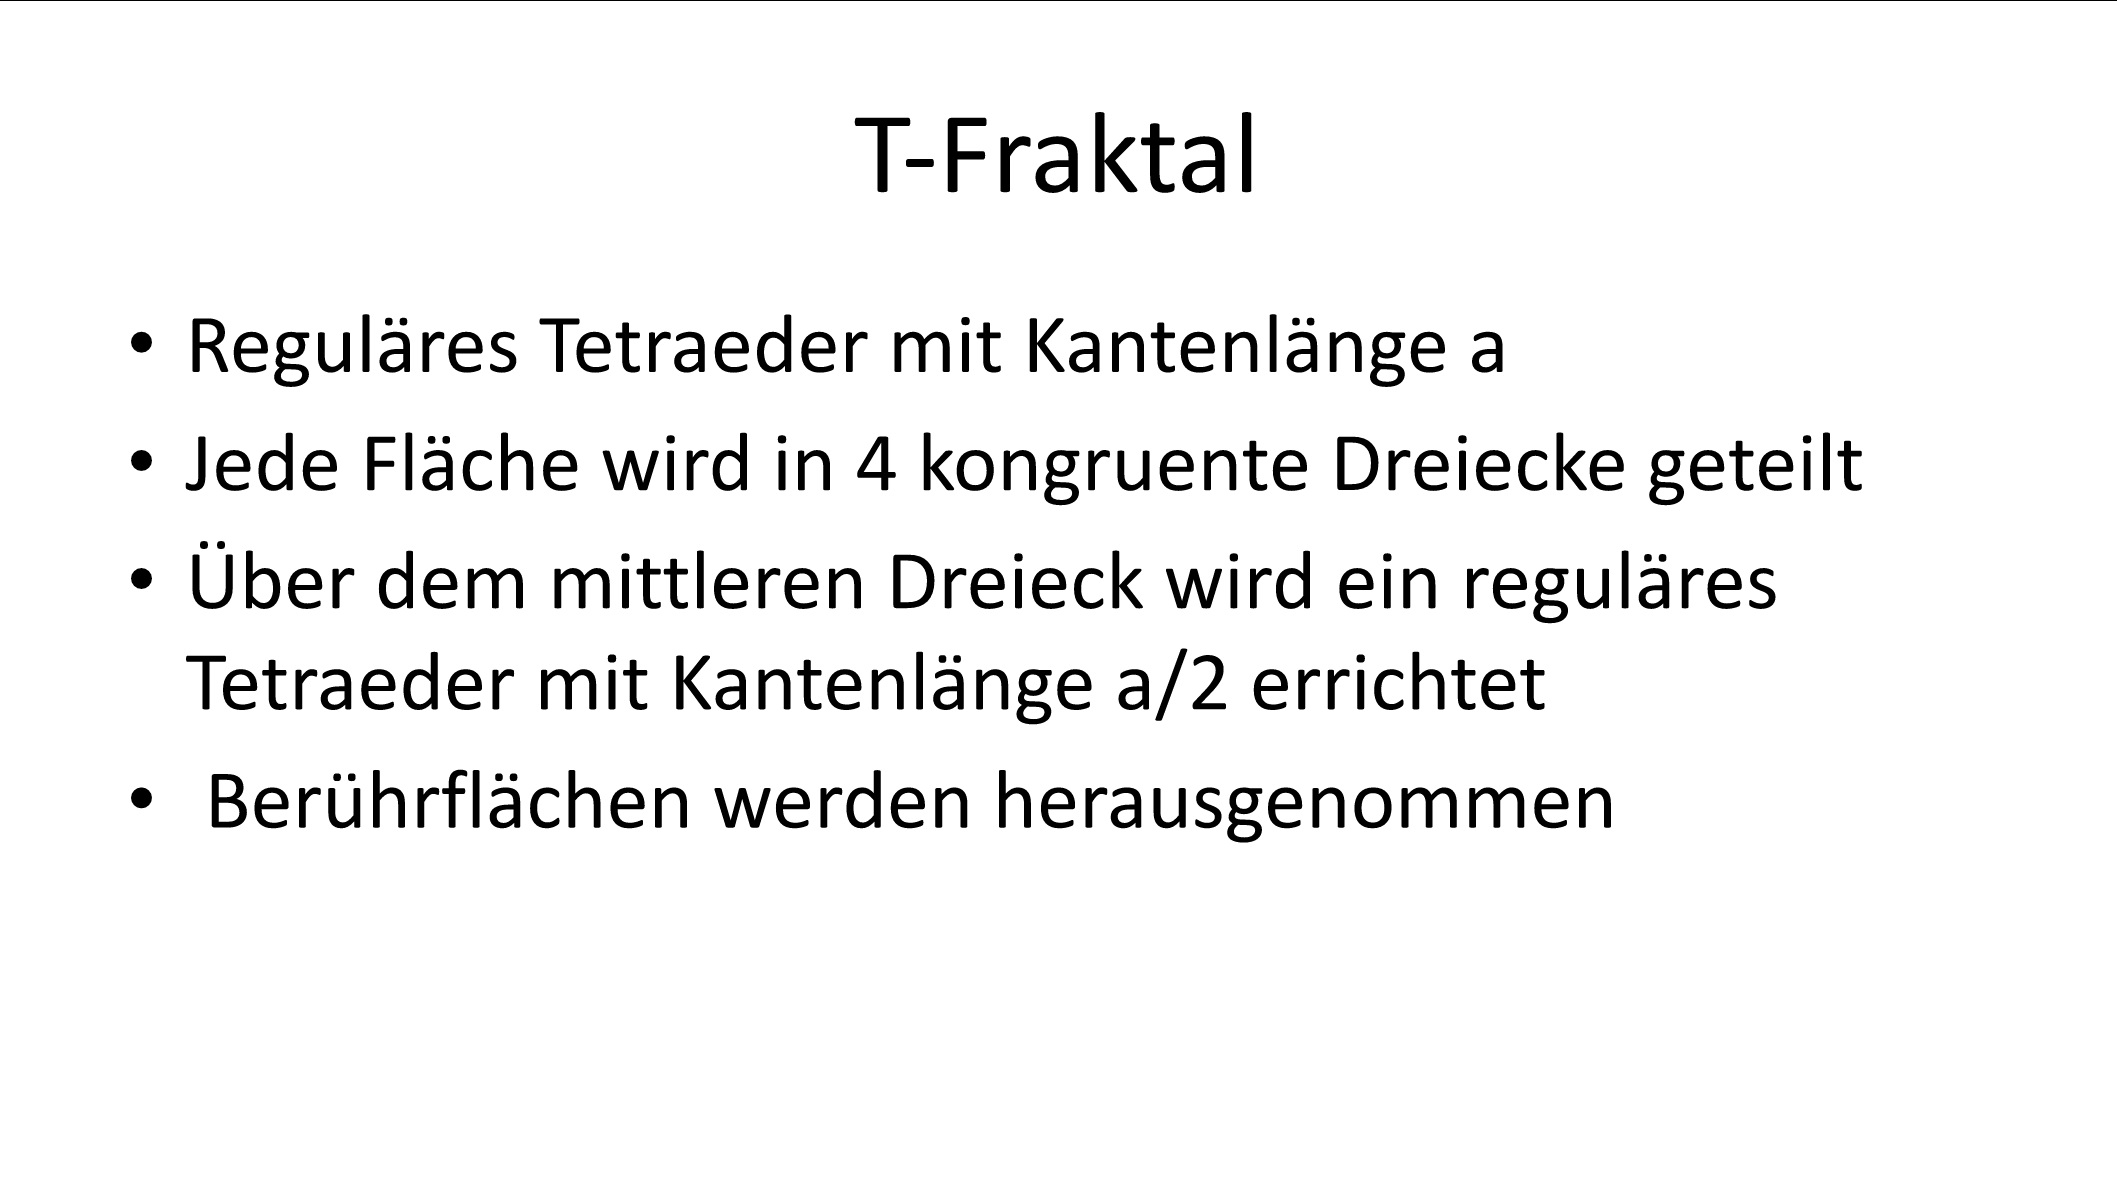 T-Fraktal
• Reguläres Tetraeder mit Kantenlänge a
• Jede Fläche wird in 4 kongruente Dreiecke geteilt
• Über dem mittleren Dreieck wird ein reguläres
Tetraeder mit Kantenlänge a/2 errichtet
• Berührflächen werden herausgenommen